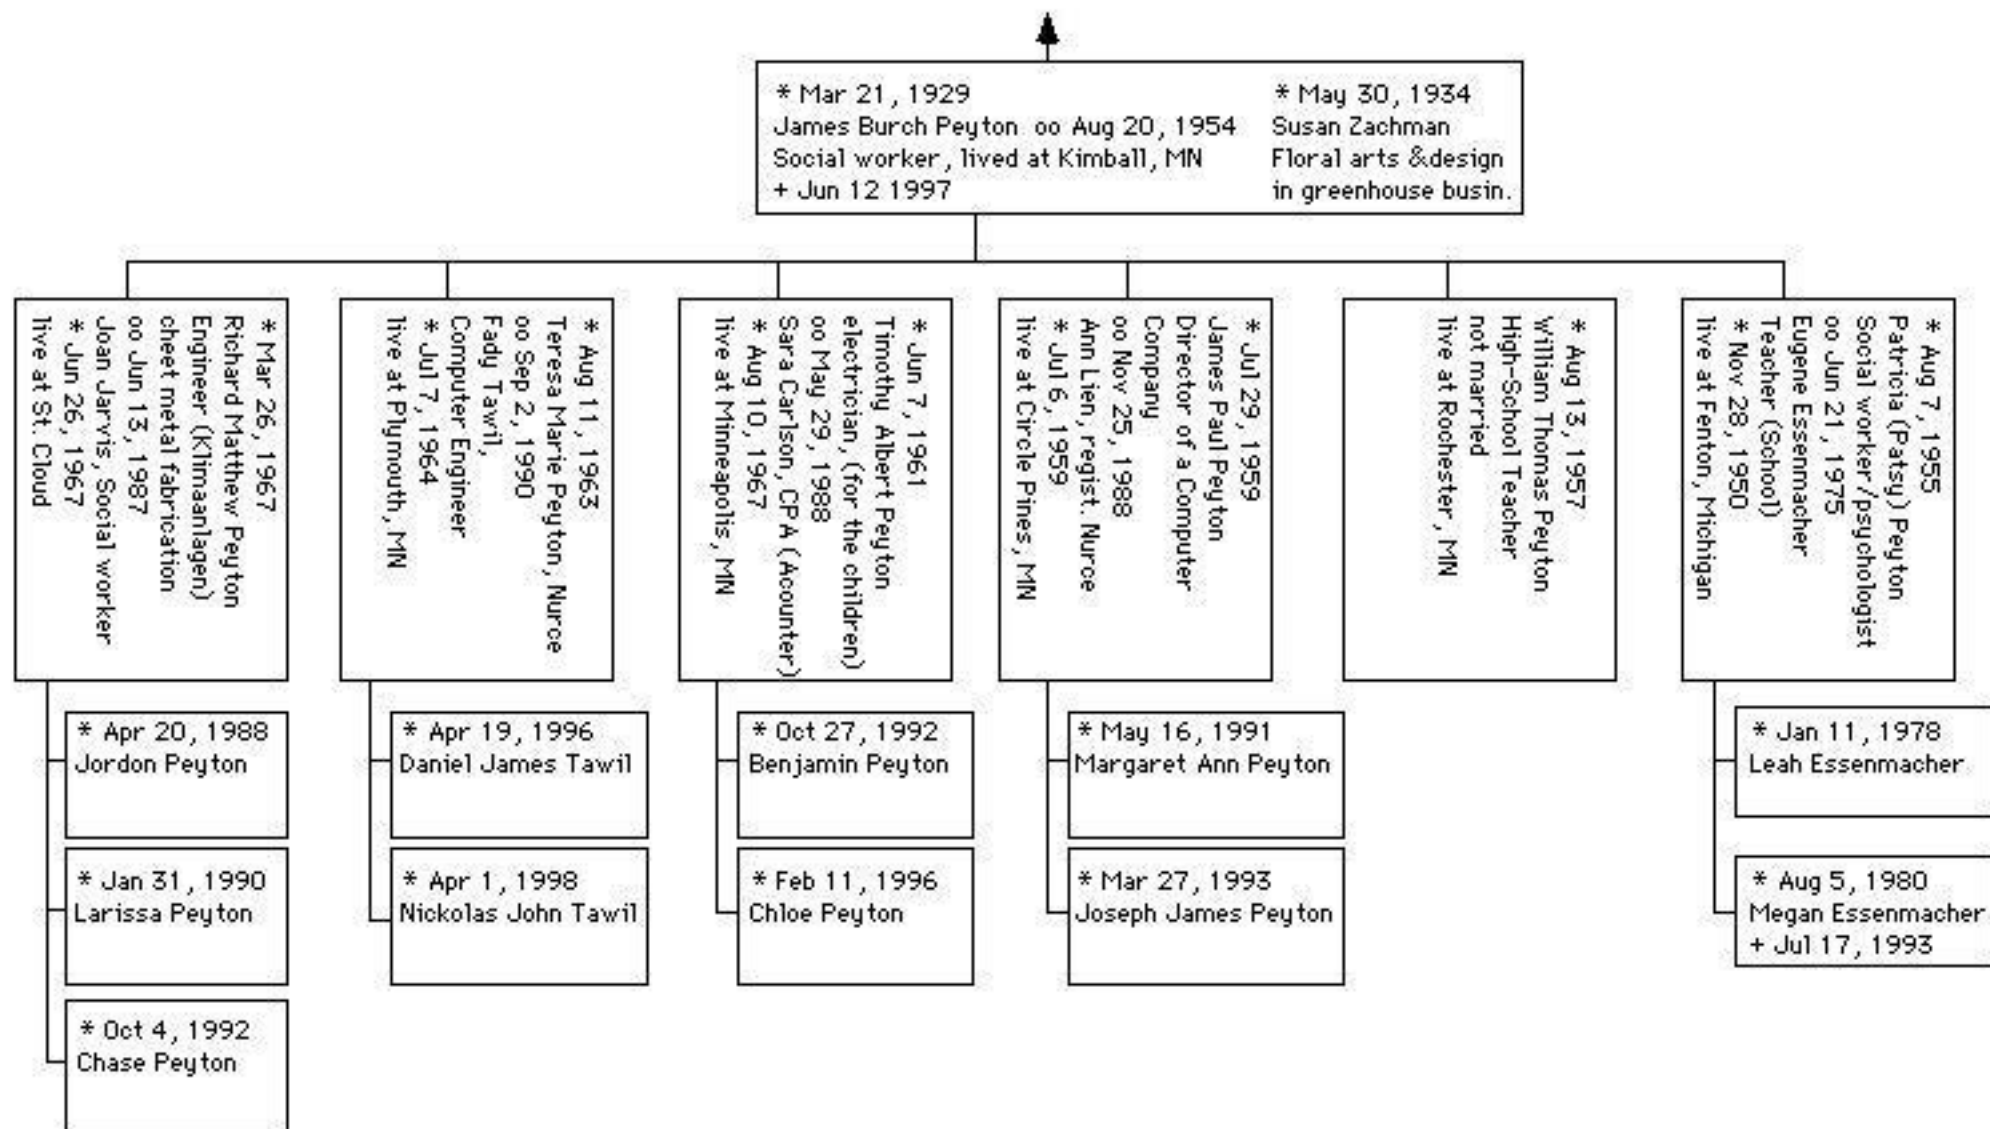 * Mar 21, 1929
James Burch Peyton oo Aug 20, 1954
Social worker, lived at Kimball, MN
+ Jun 12 1997
* May 30, 1934
Susan Zachman
Floral arts &design
in greenhouse busin.
* Mar 26, 1967
Richard Matthew Peyton
Engineer (Klimaanlagen)
cheet metal fabrication
oo Jun 13, 1987
Joan Jarvis, Social worker
* Jun 26, 1967
live at St. Cloud
* Aug 11, 1963
Teresa Marie Peyton, Nurce
oo Sep 2, 1990
Fady Tawil,
Computer Engineer
* Jul 7, 1964
live at Plymouth, MN
* Jun 7, 1961
Timothy Albert Peyton
electrician, (for the children)
oo May 29, 1988
Sara Carlson, CPA (Acounter)
* Aug 10, 1967
live at Minneapolis, MN
* Jul 29, 1959
James Paul Peyton
Director of a Computer
Company
oo Nov 25, 1988
Ann Lien, regist. Nurce
* Jul 6, 1959
live at Circle Pines, MN
* Aug 13, 1957
William Thomas Peyton
High-School Teacher
not married
live at Rochester, MN
* Aug 7, 1955
Patricia (Patsy) Peyton
Social worker/psychologist
oo Jun 21, 1975
Eugene Essenmacher
Teacher (School)
* Nov 28, 1950
live at Fenton, Michigan
* Apr 20, 1988
Jordon Peyton
* Jan 31, 1990
Larissa Peyton
* Oct 4, 1992
Chase Peyton
* Apr 19, 1996
Daniel James Tawil
* Apr 1, 1998
Nickolas John Tawil
* Oct 27, 1992
Benjamin Peyton
* Feb 11, 1996
Chloe Peyton
* May 16, 1991
Margaret Ann Peyton
* Mar 27, 1993
Joseph James Peyton
* Jan 11, 1978
Leah Essenmacher
* Aug 5, 1980
Megan Essenmacher
+ Jul 17, 1993